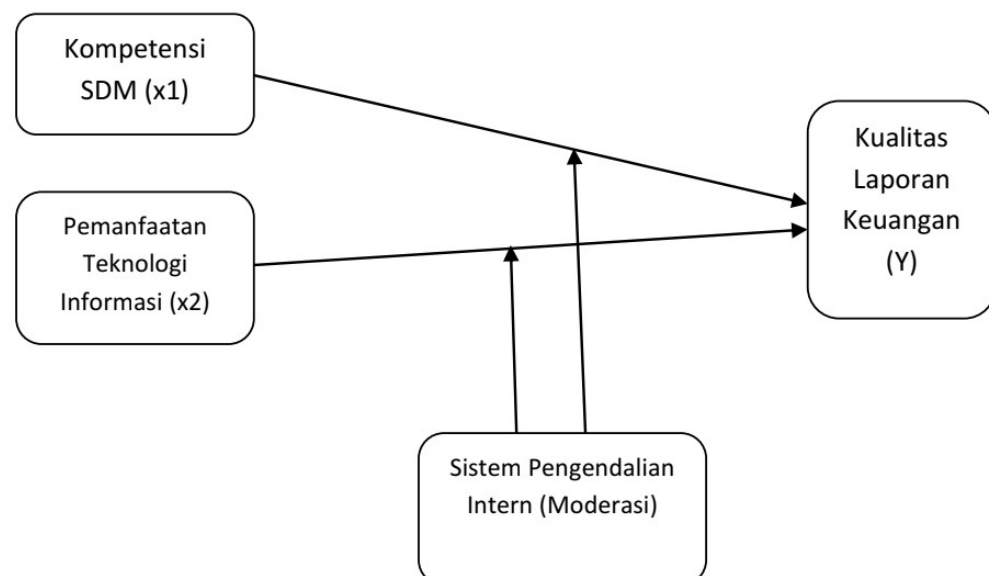 Kompetensi
SDM (x1)
Pemanfaatan
Teknologi
Informasi (x2)
Kualitas
Laporan
Keuangan
(Y)
Sistem Pengendalian
Intern (Moderasi)